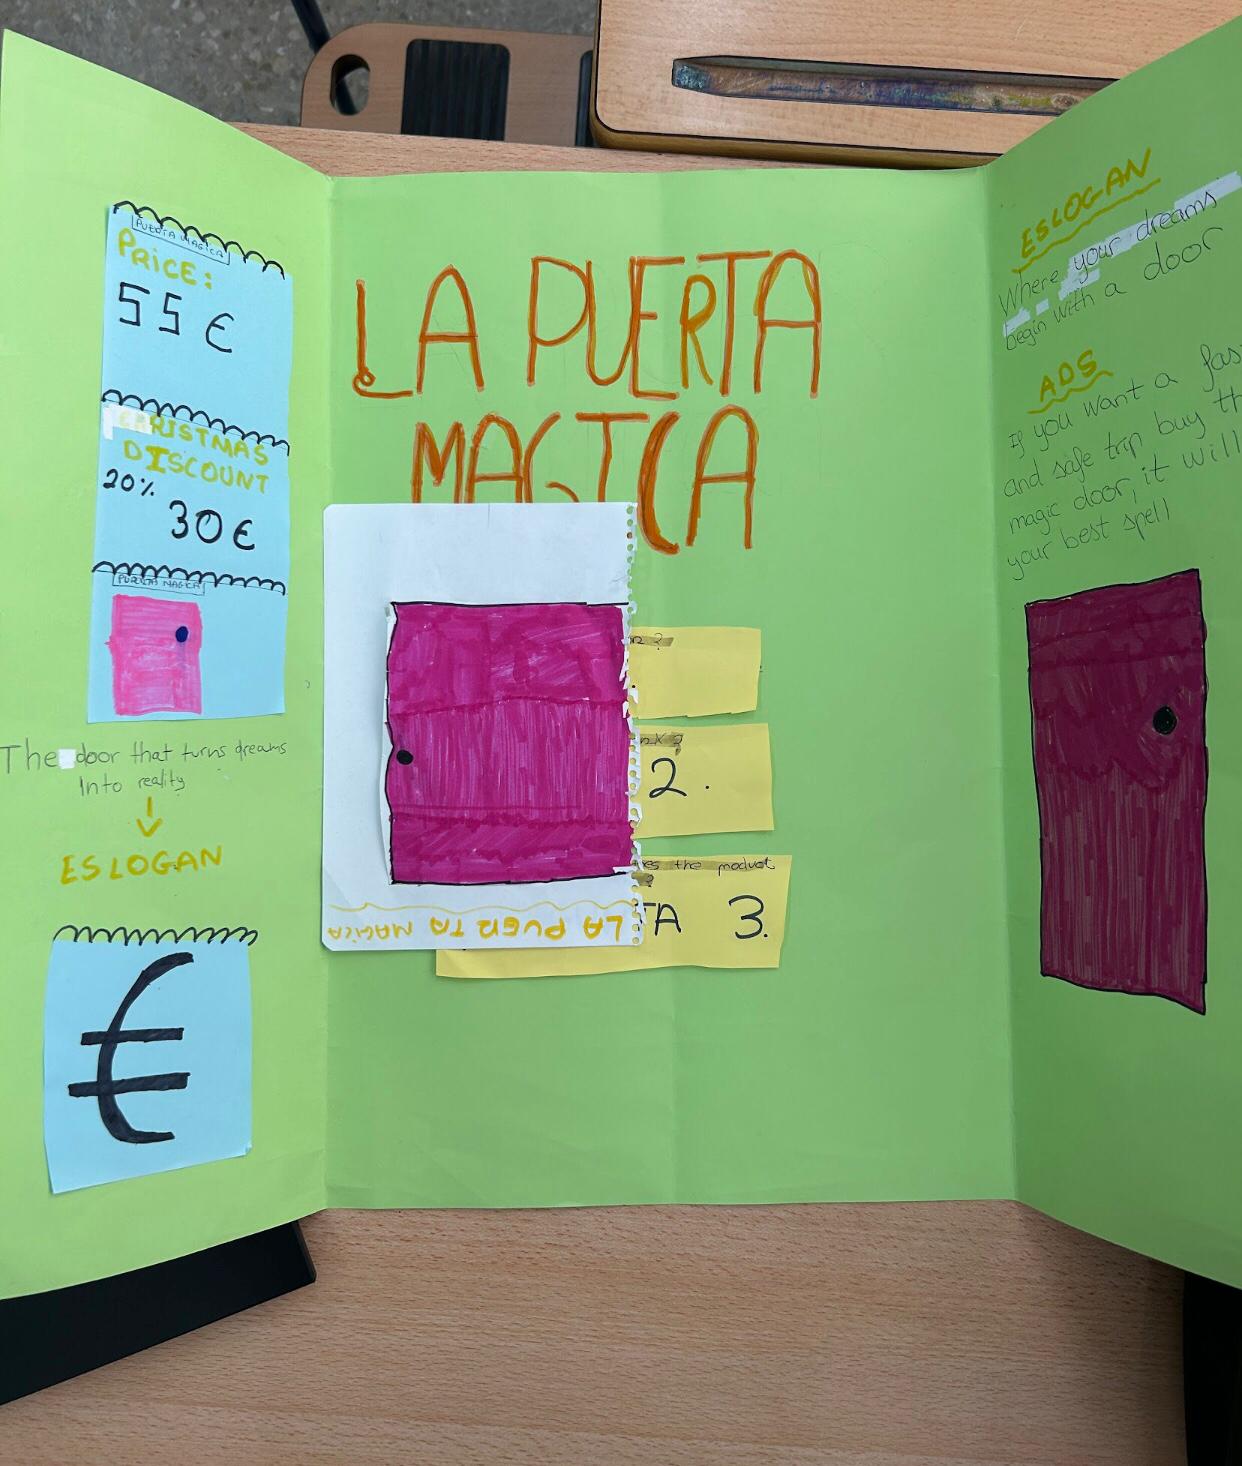 PUERTA MAGICA
PRICE:
55 €
CHRISTMAS
DISCOUNT
20%
30€
PUERTA MAGICA
The door that turns dreams
Into reality
ESLOGAN
€
LA PUERTA
MAGICA
2.
es the product
TA 3.
LA PUERTA MAGICA
ESLOGAN
Where your dreams
begin with a door
ADS
If you want a
and safe trip buy
magic door, it will
your best spell